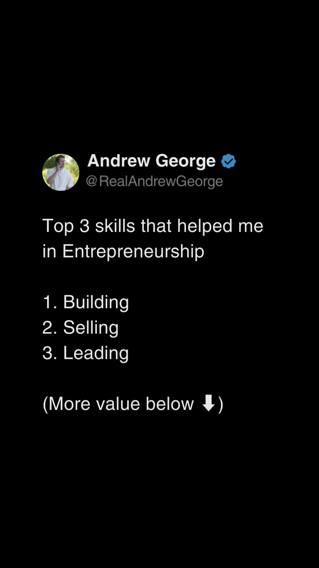 Andrew George
@RealAndrewGeorge
Top 3 skills that helped me
in Entrepreneurship
1. Building
2. Selling
3. Leading
(More value below ⬇)